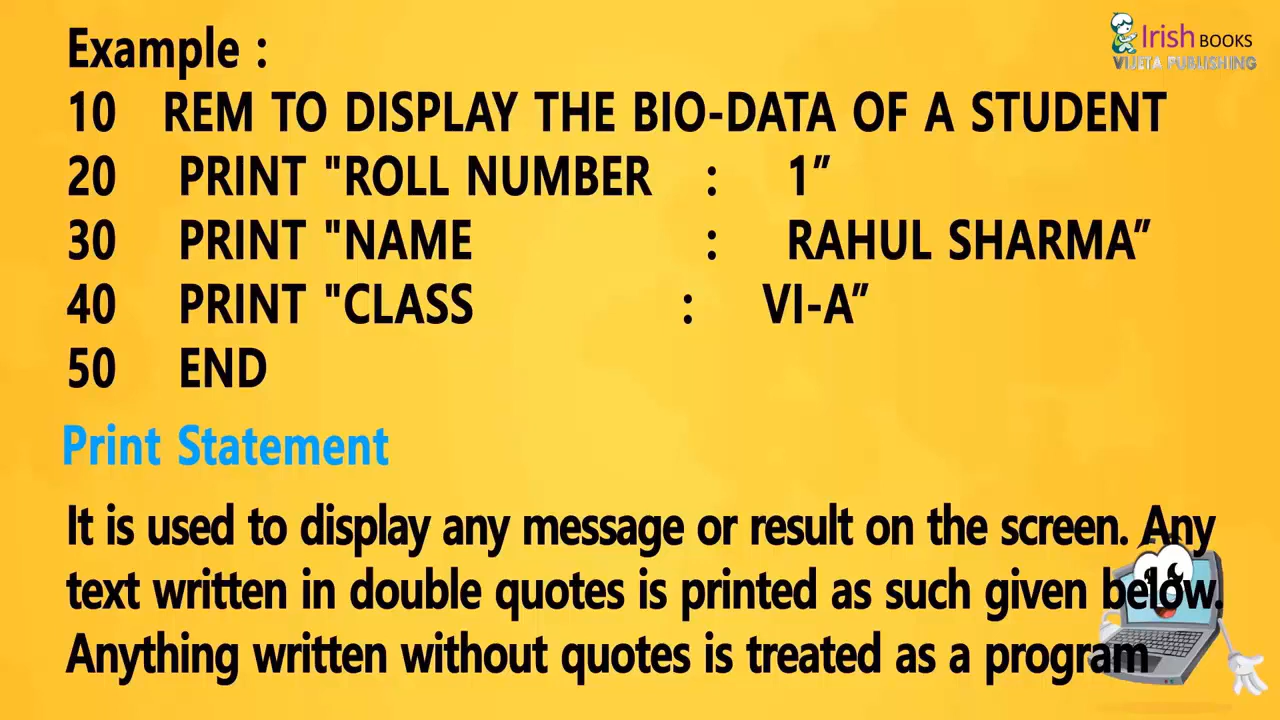 Irish BOOKS
VIJETA PUBLISHING
Example :
10 REM TO DISPLAY THE BIO-DATA OF A STUDENT
20 PRINT "ROLL NUMBER : 1”
30 PRINT "NAME : RAHUL SHARMA”
40 PRINT "CLASS : VI-A”
50 END
Print Statement
It is used to display any message or result on the screen. Any
text written in double quotes is printed as such given below.
Anything written without quotes is treated as a program